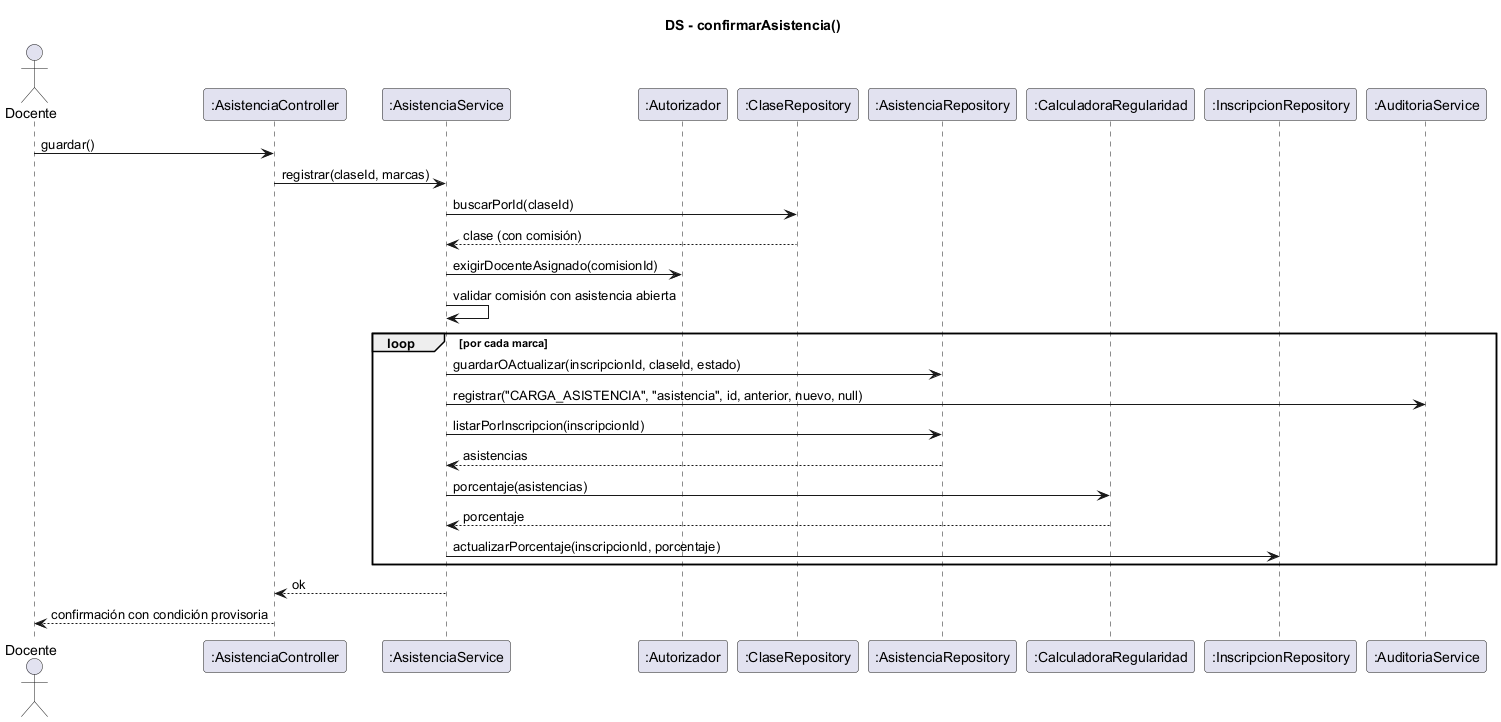 DS - confirmarAsistencia()
Docente
:AsistenciaController
:AsistenciaService
:Autorizador
:ClaseRepository
:AsistenciaRepository
:CalculadoraRegularidad
:InscripcionRepository
:AuditoriaService
guardar()
registrar(claseId, marcas)
buscarPorId(claseId)
clase (con comisión)
exigirDocenteAsignado(comisionId)
validar comisión con asistencia abierta
loop [por cada marca]
guardarOActualizar(inscripcionId, claseId, estado)
registrar("CARGA_ASISTENCIA", "asistencia", id, anterior, nuevo, null)
listarPorInscripcion(inscripcionId)
asistencias
porcentaje(asistencias)
porcentaje
actualizarPorcentaje(inscripcionId, porcentaje)
ok
confirmación con condición provisoria
Docente
:AsistenciaController
:AsistenciaService
:Autorizador
:ClaseRepository
:AsistenciaRepository
:CalculadoraRegularidad
:InscripcionRepository
:AuditoriaService